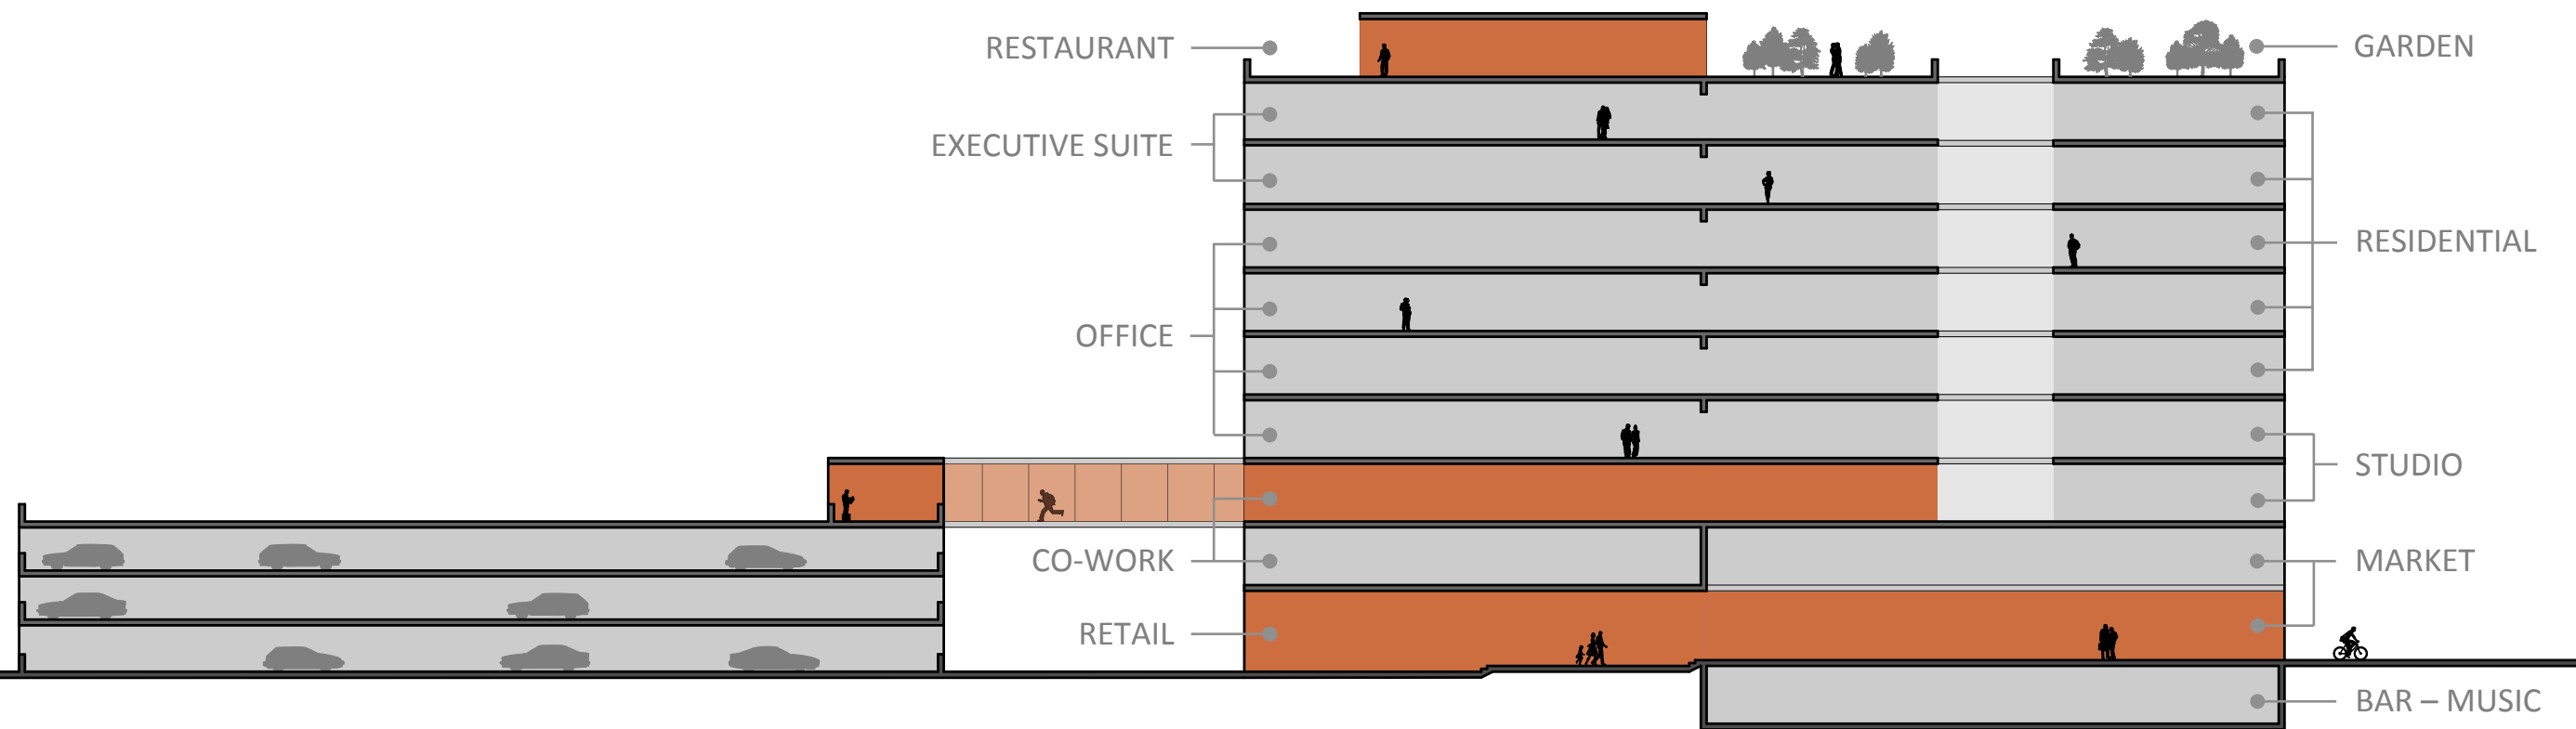 RESTAURANT
GARDEN
EXECUTIVE SUITE
RESIDENTIAL
OFFICE
STUDIO
CO-WORK
MARKET
RETAIL
BAR – MUSIC